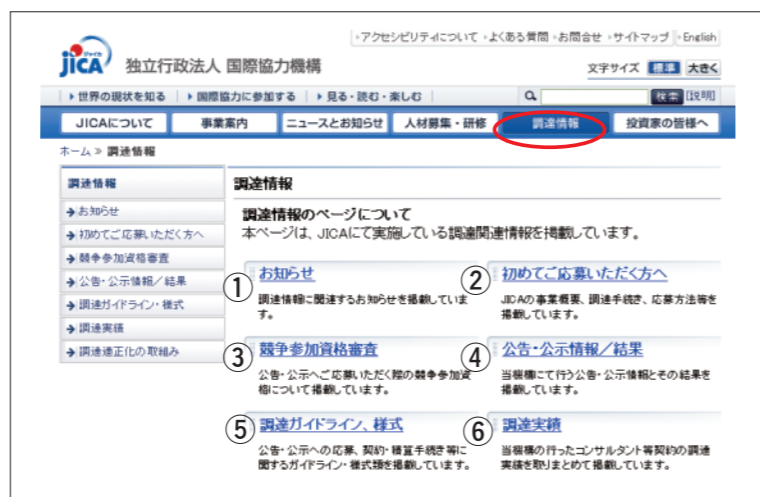 アクセシビリティについて よくある質問 お問合せ サイトマップ English
ジャイカ
JICA 独立行政法人 国際協力機構
文字サイズ 標準 大きく
世界の現状を知る 国際協力に参加する 見る・読む・楽しむ 検索 [説明]
JICAについて 事業案内 ニュースとお知らせ 人材募集・研修 調達情報 投資家の皆様へ
ホーム » 調達情報
調達情報
お知らせ
初めてご応募いただく方へ
競争参加資格審査
公告・公示情報/結果
調達ガイドライン・様式
調達実績
調達適正化の取組み
調達情報
調達情報のページについて
本ページは、JICAにて実施している調達関連情報を掲載しています。
① お知らせ
調達情報に関連するお知らせを掲載していま
す。
② 初めてご応募いただく方へ
JICAの事業概要、調達手続き、応募方法等を
掲載しています。
③ 競争参加資格審査
公告・公示へご応募いただく際の競争参加資
格について掲載しています。
④ 公告・公示情報/結果
当機構にて行う公告・公示情報とその結果を
掲載しています。
⑤ 調達ガイドライン、様式
公告・公示への応募、契約・積算手続き等に
関するガイドライン・様式類を掲載しています。
⑥ 調達実績
当機構の行ったコンサルタント等契約の調達
実績を取りまとめて掲載しています。